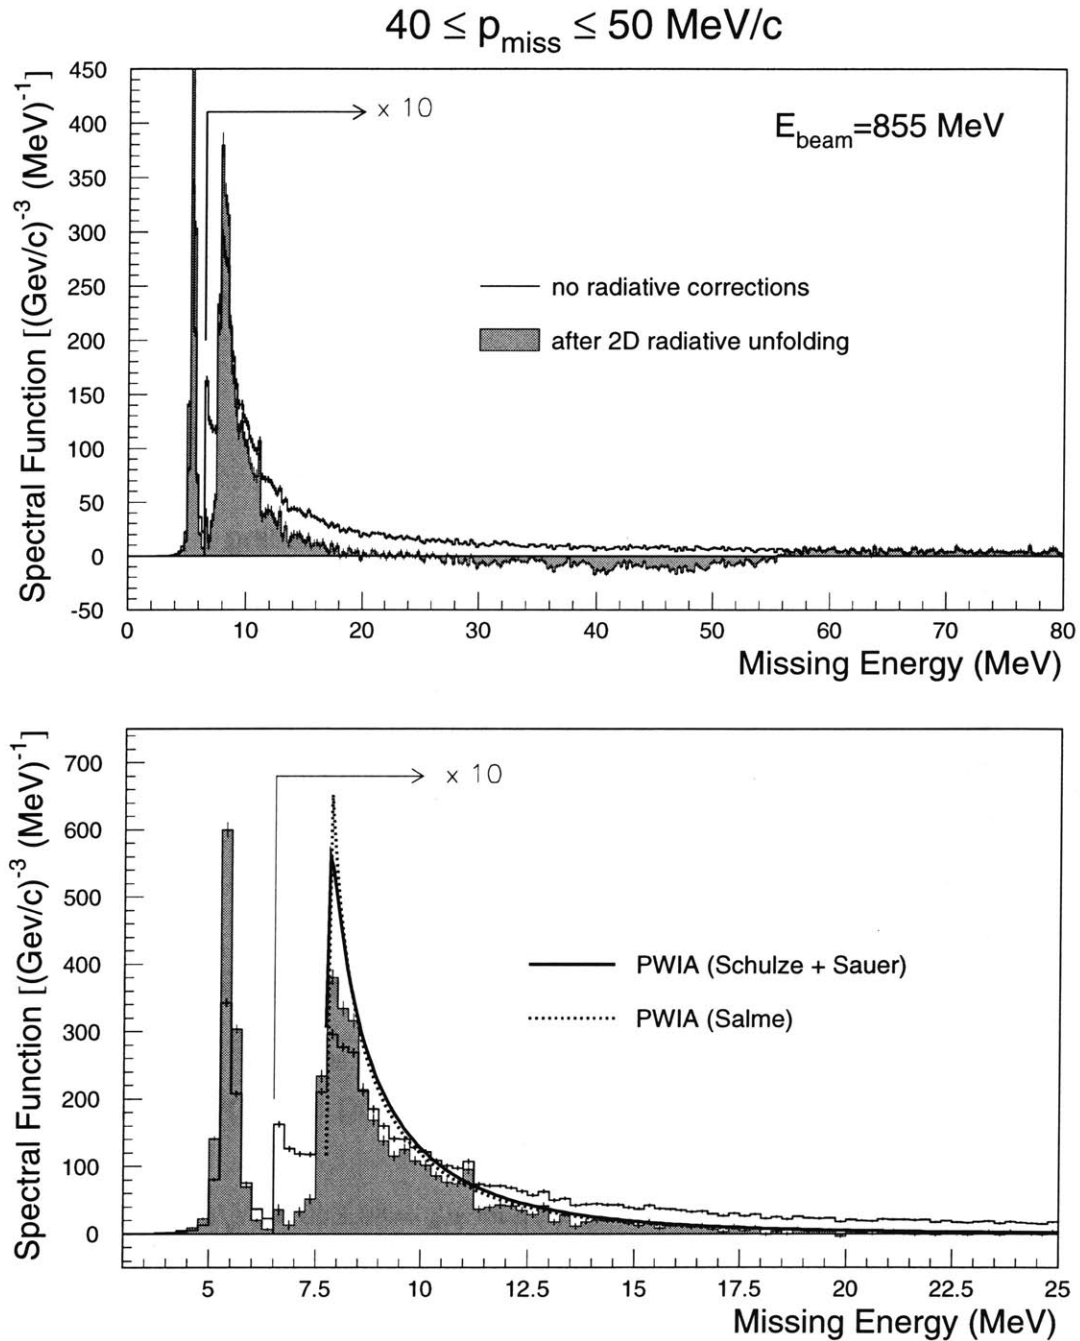 40 ≤ p_miss ≤ 50 MeV/c
Spectral Function [(Gev/c)^-3 (MeV)^-1]
450
400
350
300
250
200
150
100
50
0
-50
x 10
E_beam=855 MeV
no radiative corrections
after 2D radiative unfolding
0 10 20 30 40 50 60 70 80
Missing Energy (MeV)
Spectral Function [(Gev/c)^-3 (MeV)^-1]
700
600
500
400
300
200
100
0
x 10
PWIA (Schulze + Sauer)
PWIA (Salme)
5 7.5 10 12.5 15 17.5 20 22.5 25
Missing Energy (MeV)